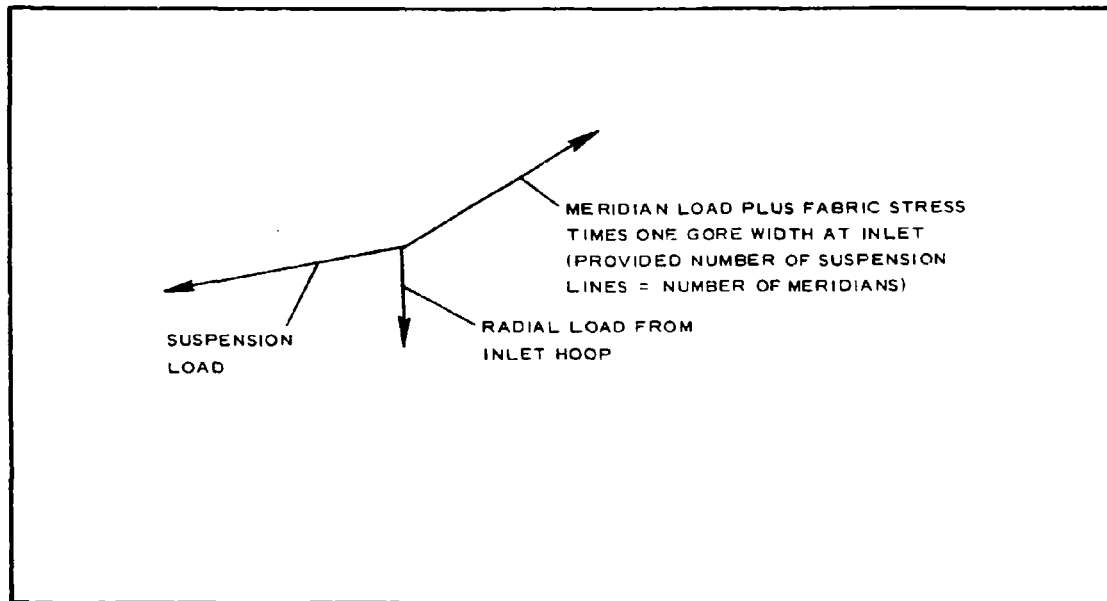 MERIDIAN LOAD PLUS FABRIC STRESS
TIMES ONE GORE WIDTH AT INLET
(PROVIDED NUMBER OF SUSPENSION
LINES = NUMBER OF MERIDIANS)
SUSPENSION
LOAD
RADIAL LOAD FROM
INLET HOOP